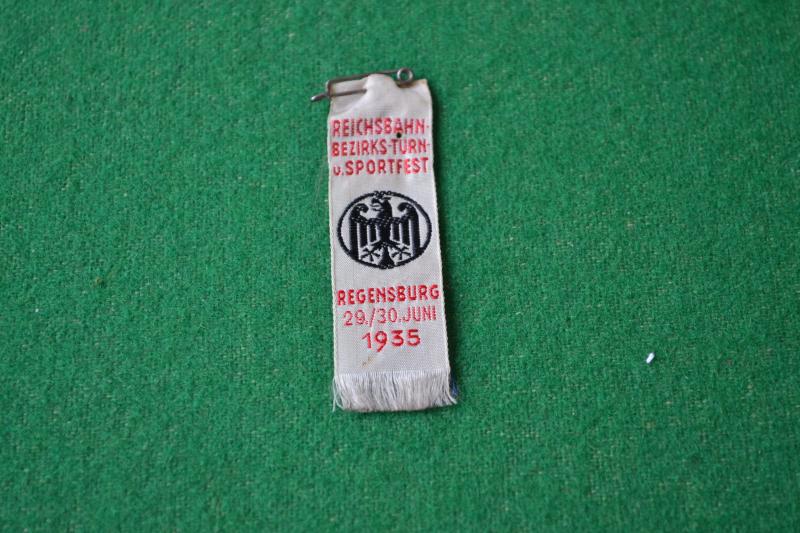 REICHSBAHN-
BEZIRKS-TURN-
u.SPORTFEST
REGENSBURG
29./30.JUNI
1935